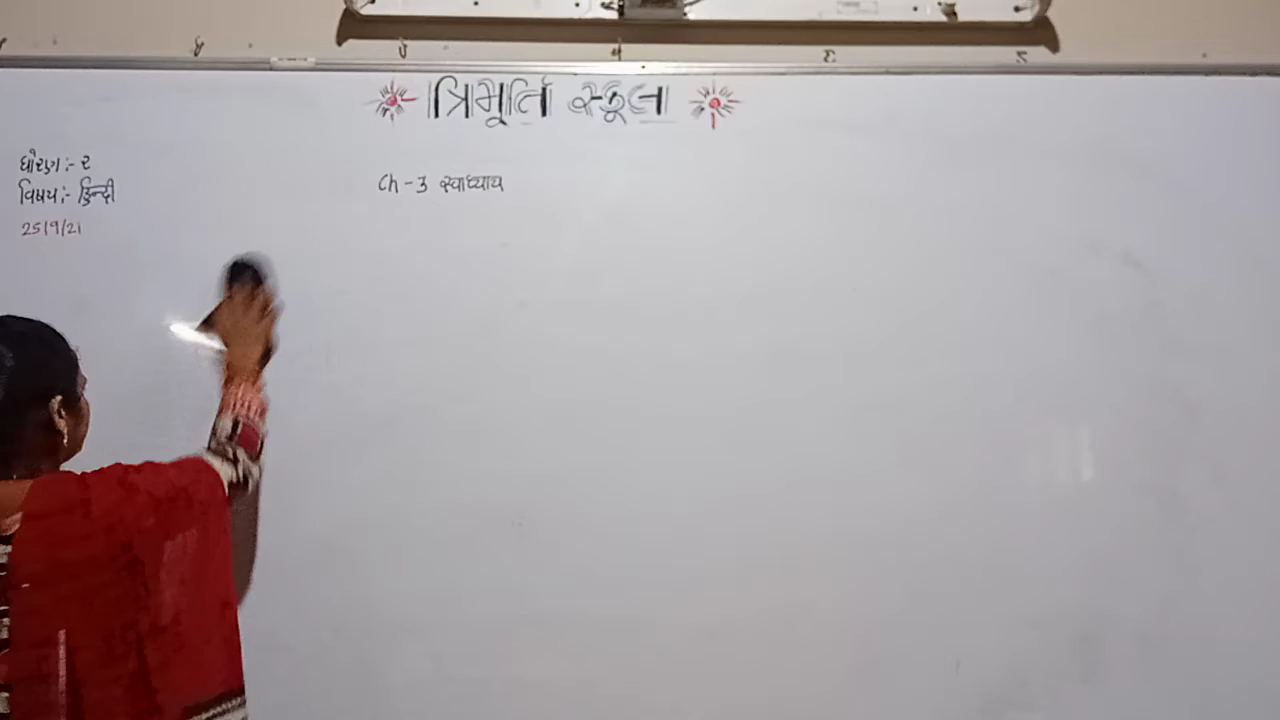 ત્રિમૂર્તિ સ્કૂલ
ધોરણ :- ૨
વિષય :- હિન્દી
25/9/21
Ch - 3 स्वाध्याय